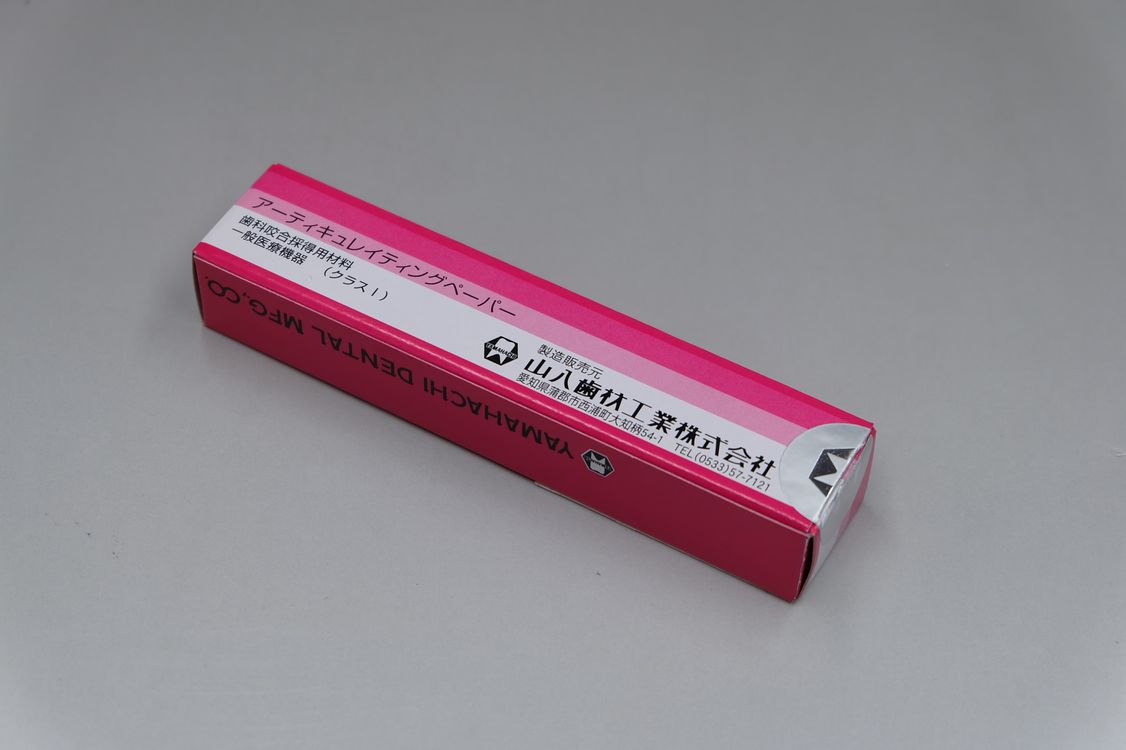 アーティキュレイティングペーパー
歯科咬合採得用材料
一般医療機器 (クラスⅠ)
製造販売元
山八歯材工業株式会社
愛知県蒲郡市西浦町大知柄54-1 TEL(0533)57-7121
YAMAHACHI DENTAL MFG.,CO.